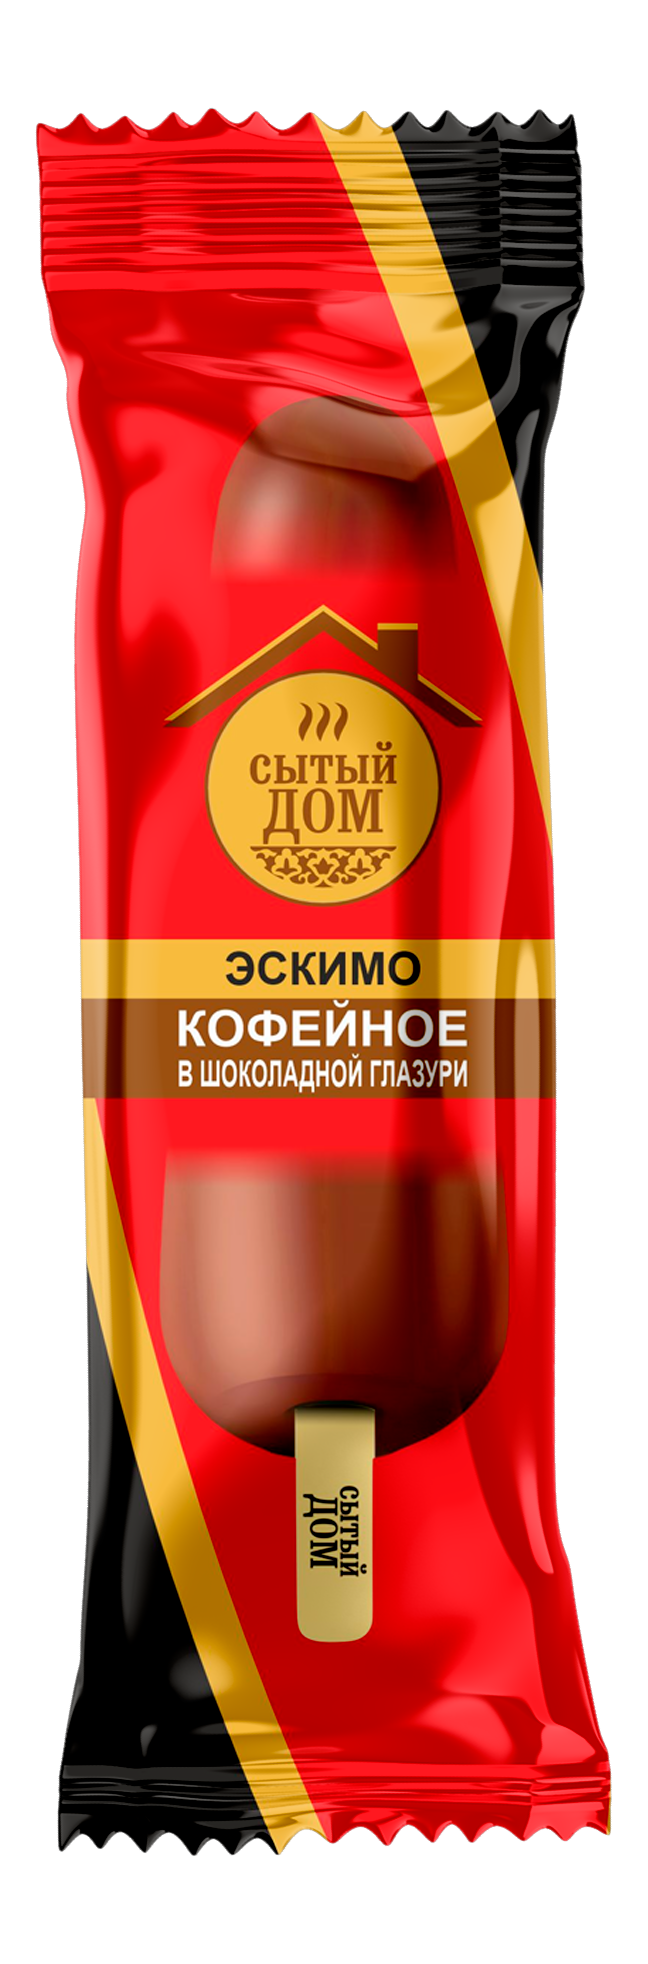 СЫТЫЙ
ДОМ
ЭСКИМО
КОФЕЙНОЕ
В ШОКОЛАДНОЙ ГЛАЗУРИ
СЫТЫЙ
ДОМ